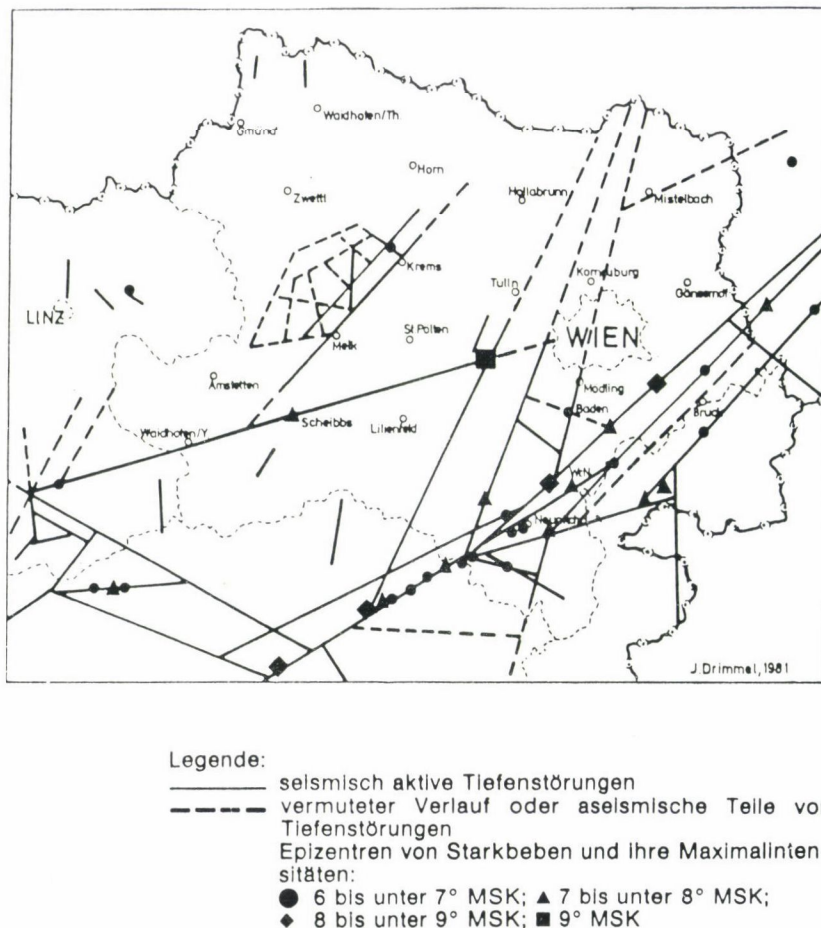 Waidhofen/Th.
Gmünd
Horn
Zwettl
Hollabrunn
Mistelbach
Krems
Tulln
Korneuburg
Gänserndf
LINZ
St.Pölten
WIEN
Melk
Amstetten
Mödling
Scheibbs
Baden
Bruck
Waidhofen/Y.
Lilienfeld
W.N.
J.Drimmel,1981
Legende:
seismisch aktive Tiefenstörungen
vermuteter Verlauf oder aseismische Teile vo
Tiefenstörungen
Epizentren von Starkbeben und ihre Maximalinten
sitäten:
● 6 bis unter 7° MSK; ▲ 7 bis unter 8° MSK;
◆ 8 bis unter 9° MSK; ■ 9° MSK